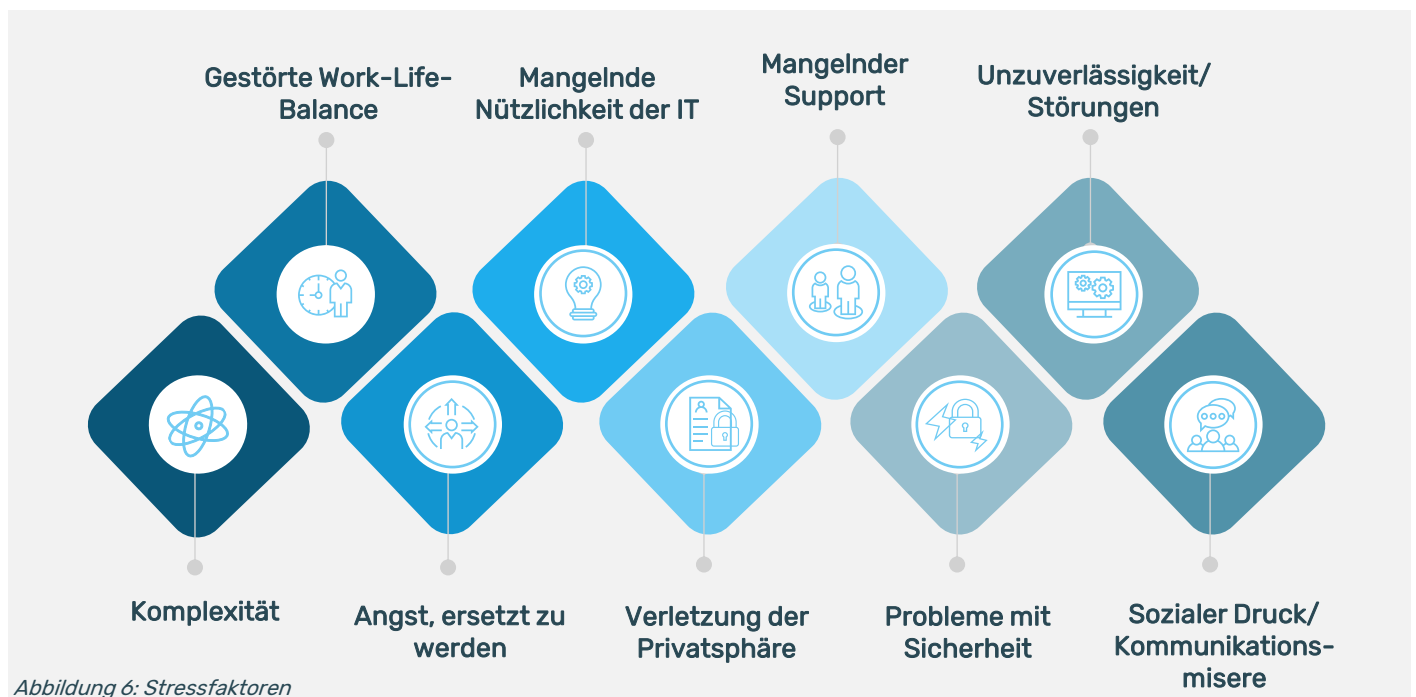 Gestörte Work-Life-
Balance
Mangelnde
Nützlichkeit der IT
Mangelnder
Support
Unzuverlässigkeit/
Störungen
Komplexität
Angst, ersetzt zu
werden
Verletzung der
Privatsphäre
Probleme mit
Sicherheit
Sozialer Druck/
Kommunikations-
misere
Abbildung 6: Stressfaktoren